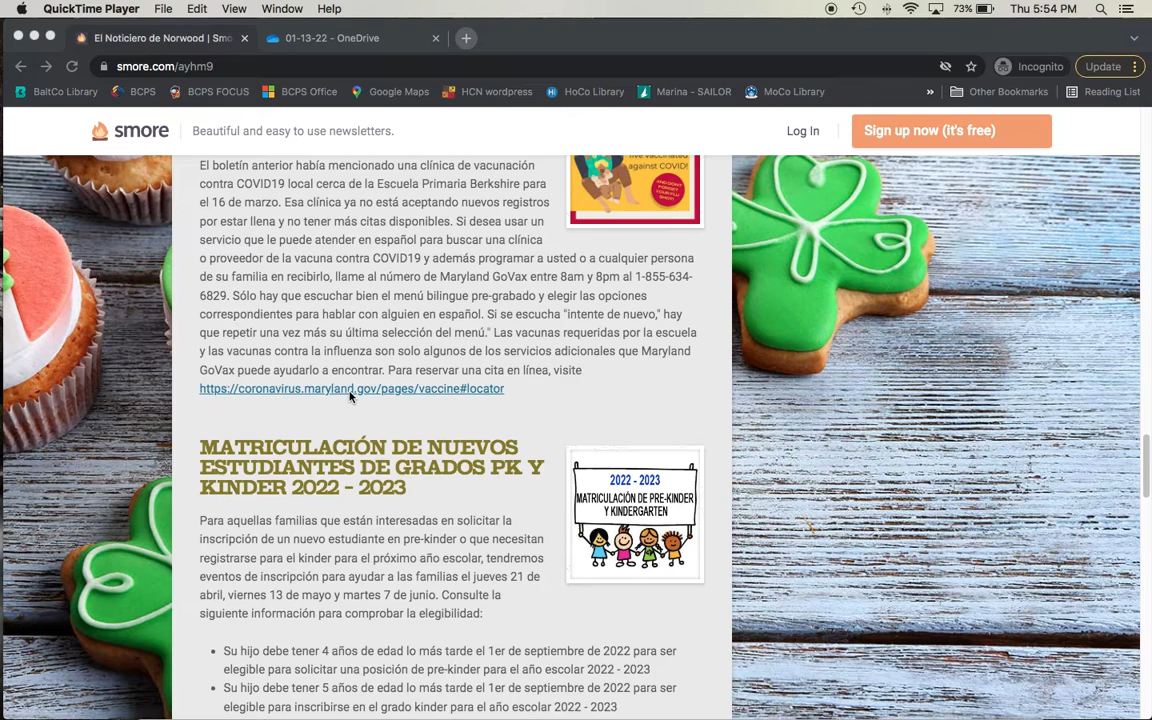 QuickTime Player File Edit View Window Help 73% Thu 5:54 PM
El Noticiero de Norwood | Smo 01-13-22 - OneDrive
smore.com/ayhm9 Incognito Update
BaltCo Library BCPS BCPS FOCUS BCPS Office Google Maps HCN wordpress HoCo Library Marina - SAILOR MoCo Library » Other Bookmarks Reading List
smore Beautiful and easy to use newsletters. Log In Sign up now (it's free)
El boletín anterior había mencionado una clínica de vacunación
contra COVID19 local cerca de la Escuela Primaria Berkshire para
el 16 de marzo. Esa clínica ya no está aceptando nuevos registros
por estar llena y no tener más citas disponibles. Si desea usar un
servicio que le puede atender en español para buscar una clínica
o proveedor de la vacuna contra COVID19 y además programar a usted o a cualquier persona
de su familia en recibirlo, llame al número de Maryland GoVax entre 8am y 8pm al 1-855-634-
6829. Sólo hay que escuchar bien el menú bilingue pre-grabado y elegir las opciones
correspondientes para hablar con alguien en español. Si se escucha "intente de nuevo," hay
que repetir una vez más su última selección del menú." Las vacunas requeridas por la escuela
y las vacunas contra la influenza son solo algunos de los servicios adicionales que Maryland
GoVax puede ayudarlo a encontrar. Para reservar una cita en línea, visite
https://coronavirus.maryland.gov/pages/vaccine#locator
against COVID!
MATRICULACIÓN DE NUEVOS
ESTUDIANTES DE GRADOS PK Y
KINDER 2022 - 2023
2022 - 2023
MATRICULACIÓN DE PRE-KINDER
Y KINDERGARTEN
Para aquellas familias que están interesadas en solicitar la
inscripción de un nuevo estudiante en pre-kinder o que necesitan
registrarse para el kinder para el próximo año escolar, tendremos
eventos de inscripción para ayudar a las familias el jueves 21 de
abril, viernes 13 de mayo y martes 7 de junio. Consulte la
siguiente información para comprobar la elegibilidad:
• Su hijo debe tener 4 años de edad lo más tarde el 1er de septiembre de 2022 para ser
elegible para solicitar una posición de pre-kinder para el año escolar 2022 - 2023
• Su hijo debe tener 5 años de edad lo más tarde el 1er de septiembre de 2022 para ser
elegible para inscribirse en el grado kinder para el año escolar 2022 - 2023